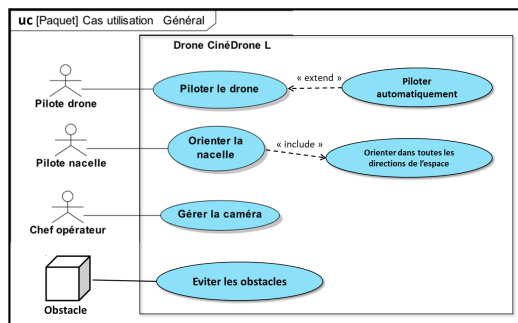 uc [Paquet] Cas utilisation Général
Drone CinéDrone L
Pilote drone
Piloter le drone
« extend »
Piloter
automatiquement
Pilote nacelle
Orienter la
nacelle
« include »
Orienter dans toutes les
directions de l'espace
Chef opérateur
Gérer la caméra
Obstacle
Eviter les obstacles